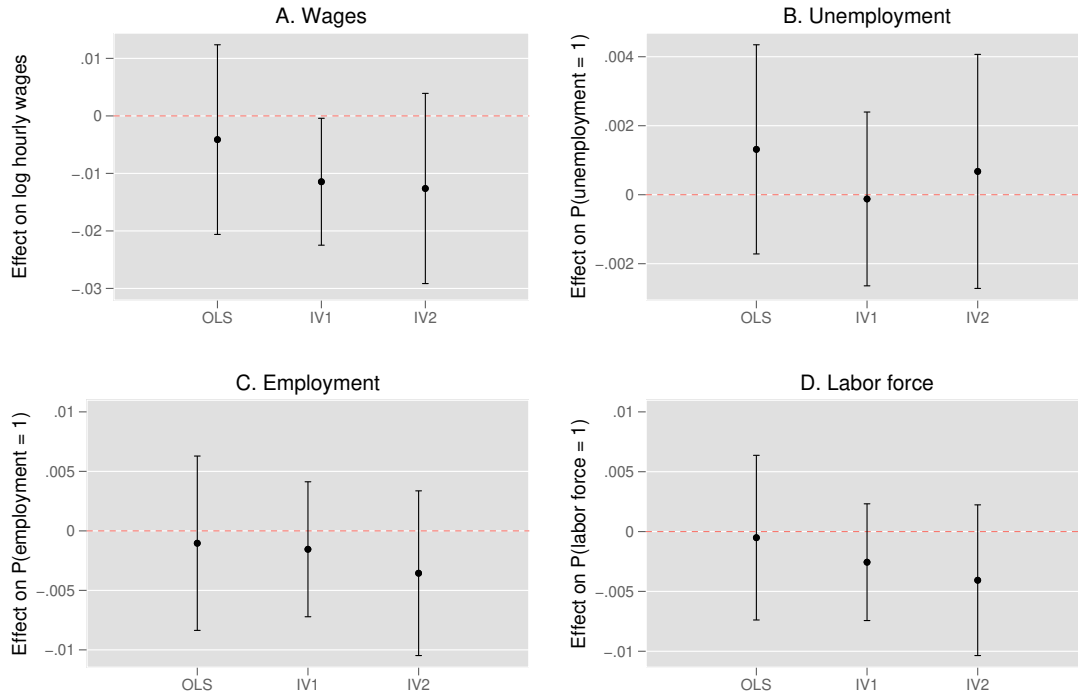 A. Wages
Effect on log hourly wages
.01
0
-.01
-.02
-.03
OLS IV1 IV2
B. Unemployment
Effect on P(unemployment = 1)
.004
.002
0
-.002
OLS IV1 IV2
C. Employment
Effect on P(employment = 1)
.01
.005
0
-.005
-.01
OLS IV1 IV2
D. Labor force
Effect on P(labor force = 1)
.01
.005
0
-.005
-.01
OLS IV1 IV2